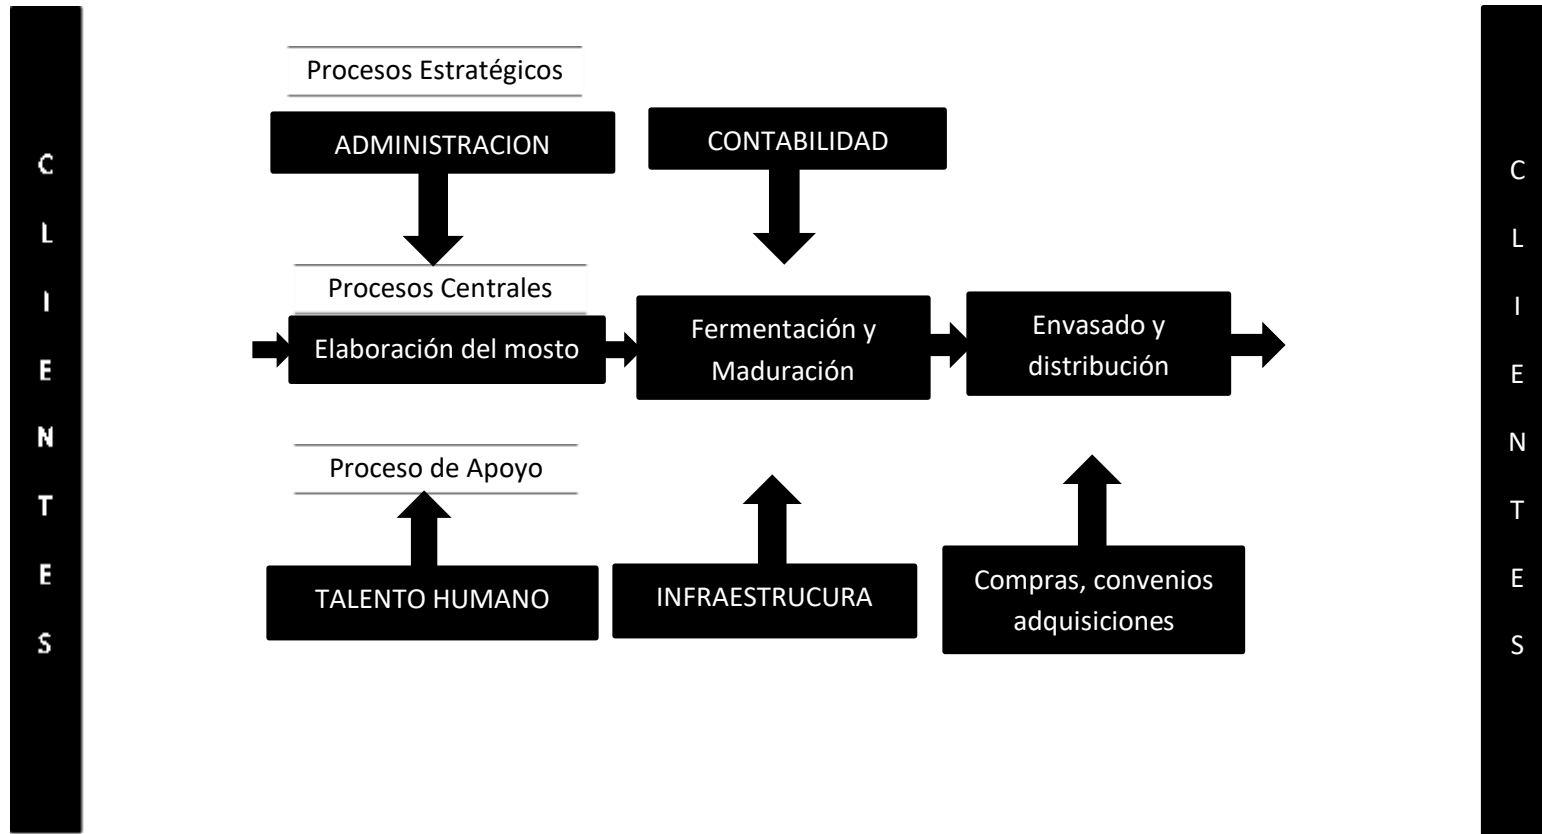 C
L
I
E
N
T
E
S
Procesos Estratégicos
ADMINISTRACION
CONTABILIDAD
Procesos Centrales
Elaboración del mosto
Fermentación y
Maduración
Envasado y
distribución
Proceso de Apoyo
TALENTO HUMANO
INFRAESTRUCURA
Compras, convenios
adquisiciones
C
L
I
E
N
T
E
S